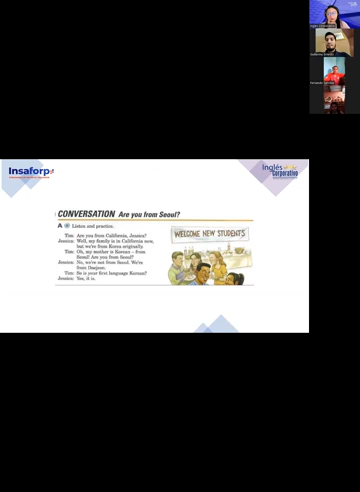 Insaforp
Inglés
Corporativo
CONVERSATION Are you from Seoul?
A Listen and practice.
Tim: Are you from California, Jessica?
Jessica: Well, my family is in California now,
but we're from Korea originally.
Tim: Oh, my mother is Korean – from
Seoul! Are you from Seoul?
Jessica: No, we're not from Seoul. We're
from Daejeon.
Tim: So is your first language Korean?
Jessica: Yes, it is.
WELCOME NEW STUDENTS